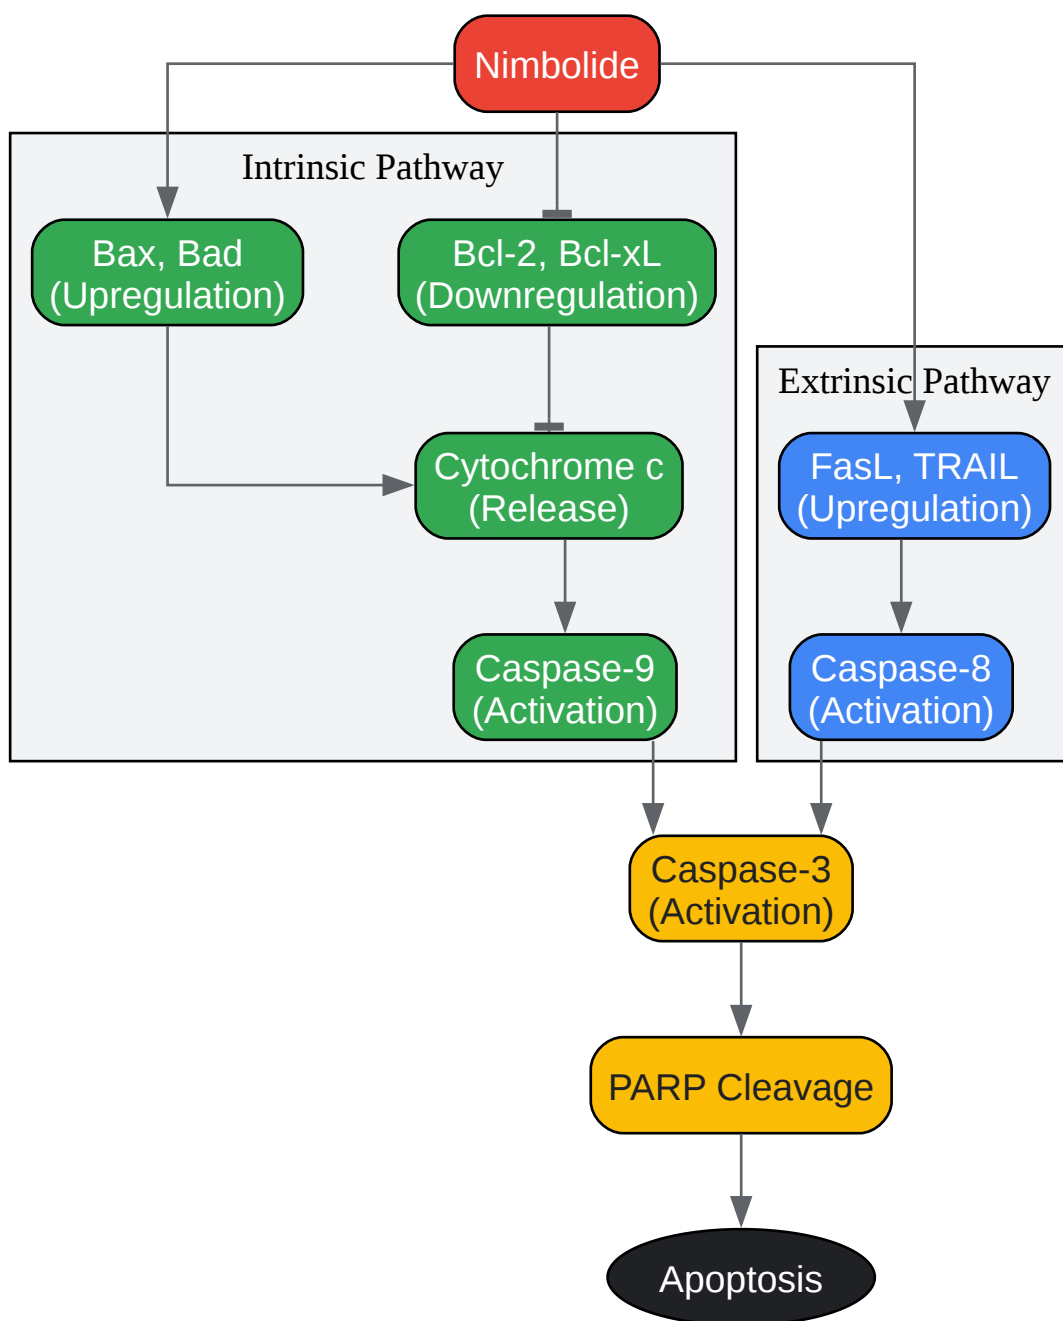 Nimbolide
Intrinsic Pathway
Bax, Bad
(Upregulation)
Bcl-2, Bcl-xL
(Downregulation)
Extrinsic Pathway
Cytochrome c
(Release)
FasL, TRAIL
(Upregulation)
Caspase-9
(Activation)
Caspase-8
(Activation)
Caspase-3
(Activation)
PARP Cleavage
Apoptosis